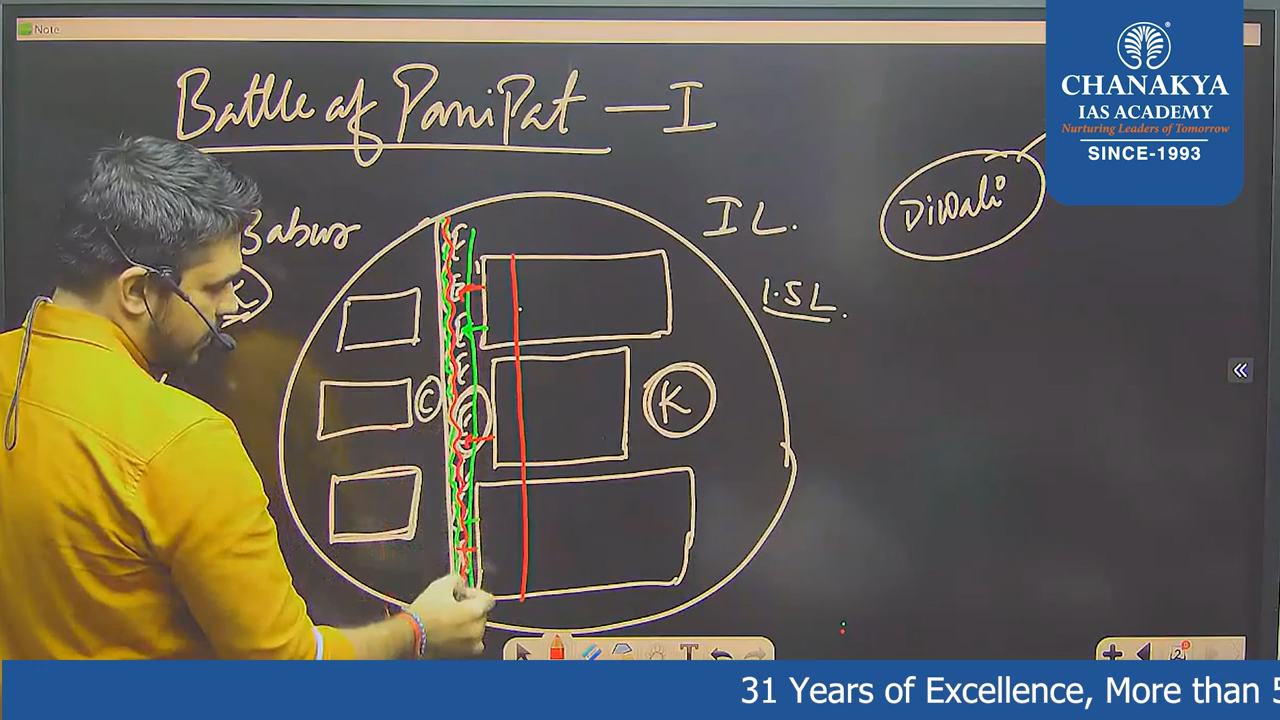 Note
CHANAKYA
IAS ACADEMY
Nurturing Leaders of Tomorrow
SINCE-1993
Battle of PaniPat — I
Babur
I L.
Diwali
1.5 L.
C
K
31 Years of Excellence, More than